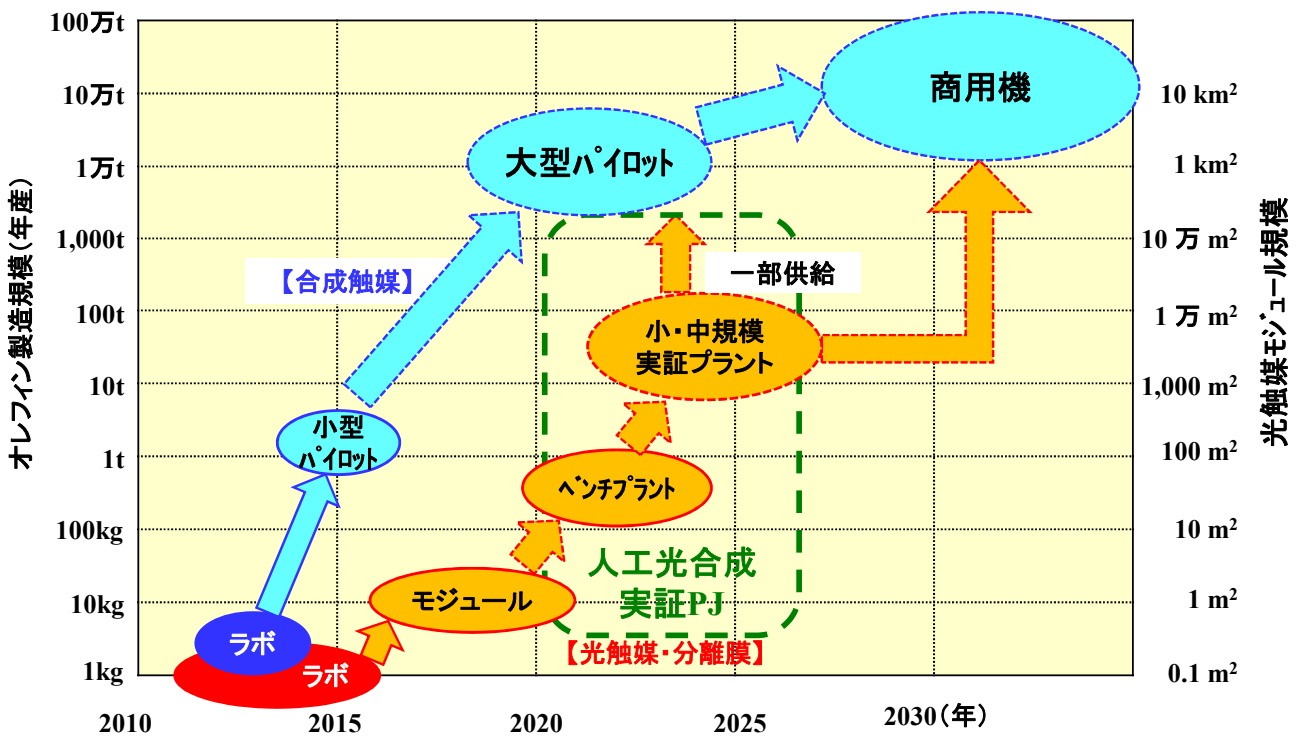 オレフィン製造規模(年産)
100万t
10万t
1万t
1,000t
100t
10t
1t
100kg
10kg
1kg
商用機
大型パイロット
【合成触媒】
一部供給
小・中規模
実証プラント
小型
パイロット
ベンチプラント
人工光合成
実証PJ
モジュール
【光触媒・分離膜】
ラボ
ラボ
10 km²
1 km²
10 万 m²
1 万 m²
1,000 m²
100 m²
10 m²
1 m²
0.1 m²
光触媒モジュール規模
2010
2015
2020
2025
2030(年)